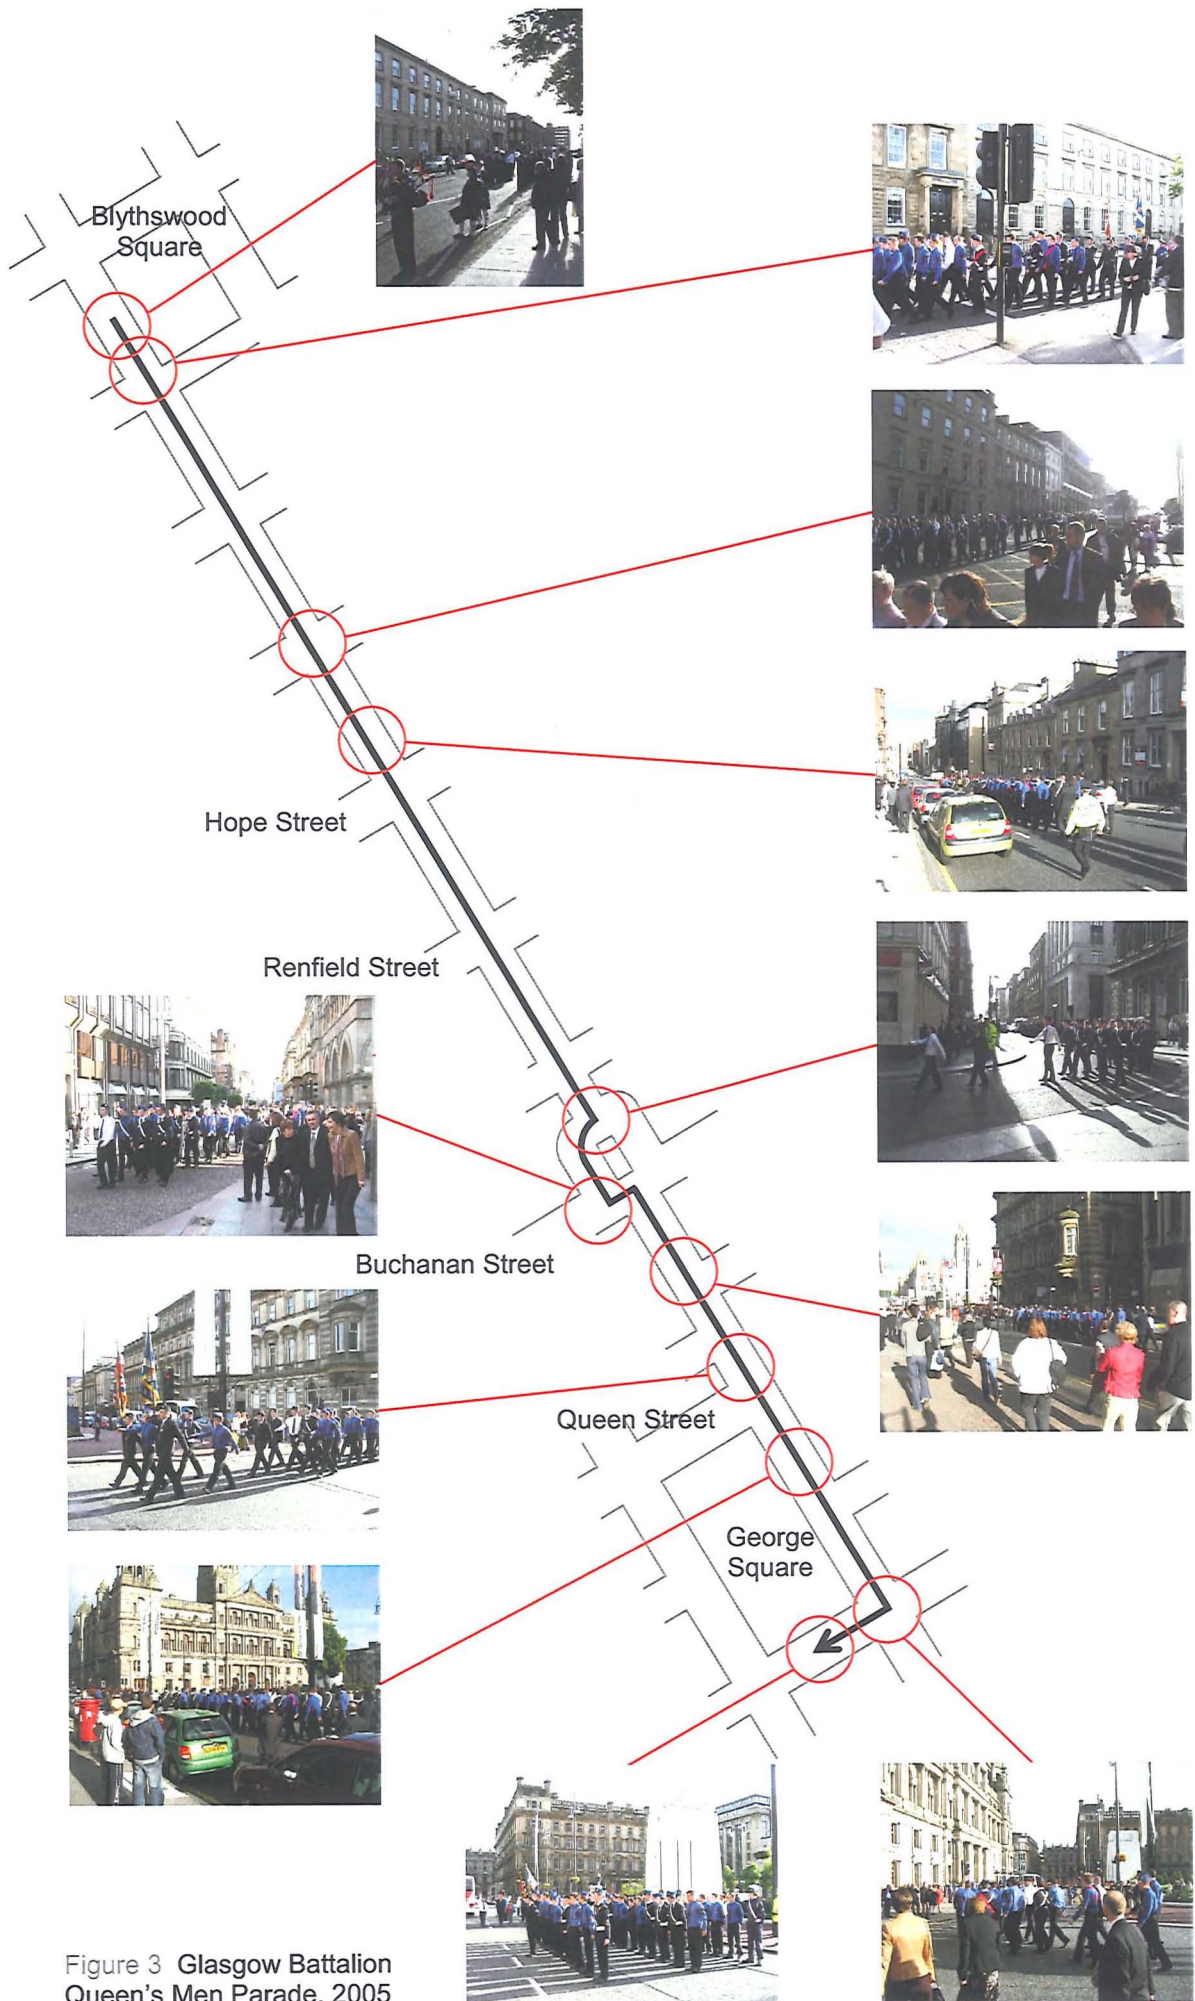 Blythswood
Square
Hope Street
Renfield Street
Buchanan Street
Queen Street
George
Square
Figure 3 Glasgow Battalion
Queen's Men Parade, 2005